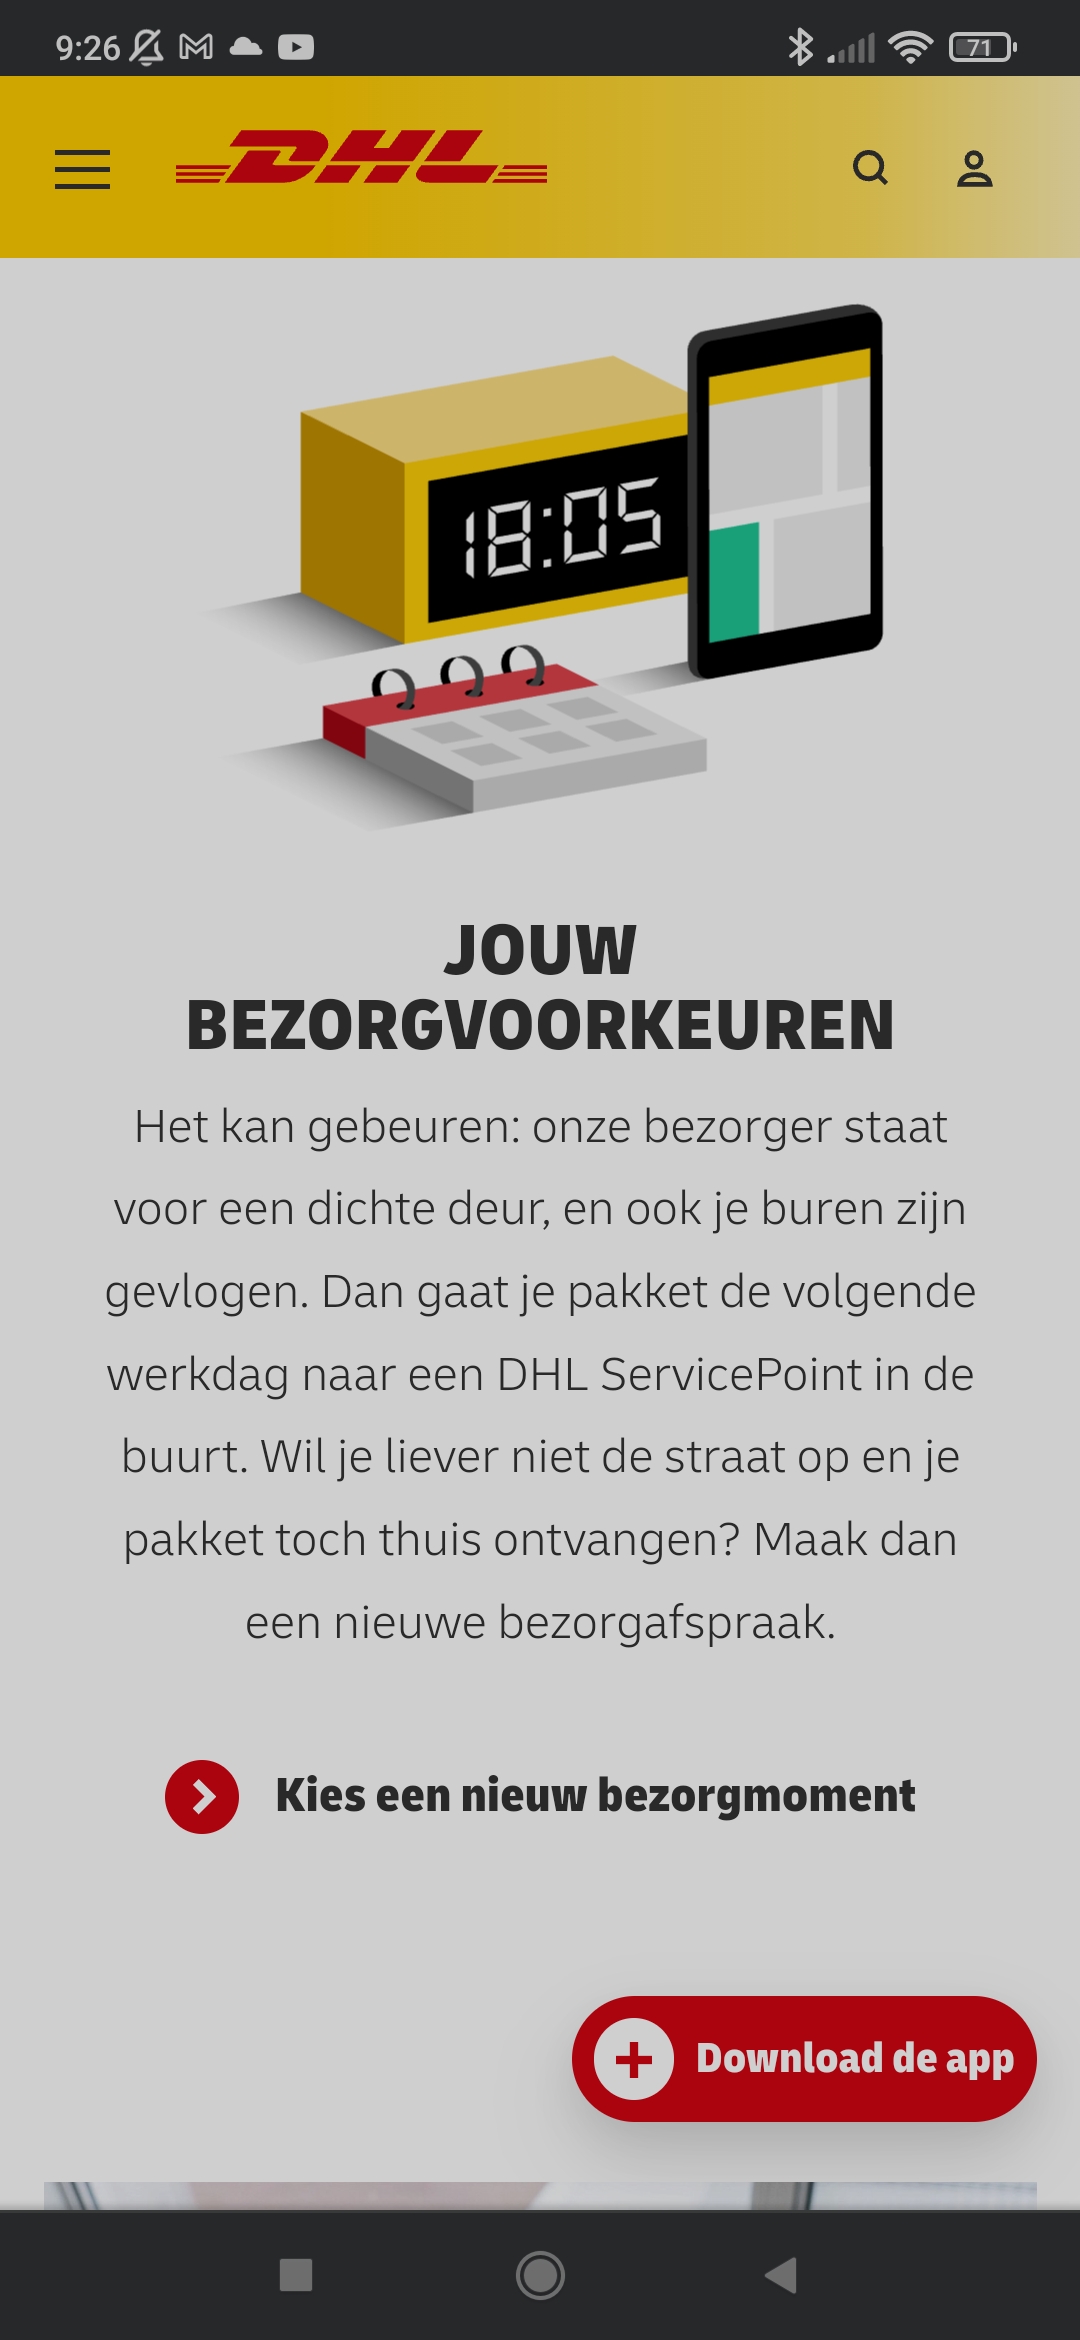 9:26
71
DHL
18:05
JOUW
BEZORGVOORKEUREN
Het kan gebeuren: onze bezorger staat
voor een dichte deur, en ook je buren zijn
gevlogen. Dan gaat je pakket de volgende
werkdag naar een DHL ServicePoint in de
buurt. Wil je liever niet de straat op en je
pakket toch thuis ontvangen? Maak dan
een nieuwe bezorgafspraak.
Kies een nieuw bezorgmoment
Download de app